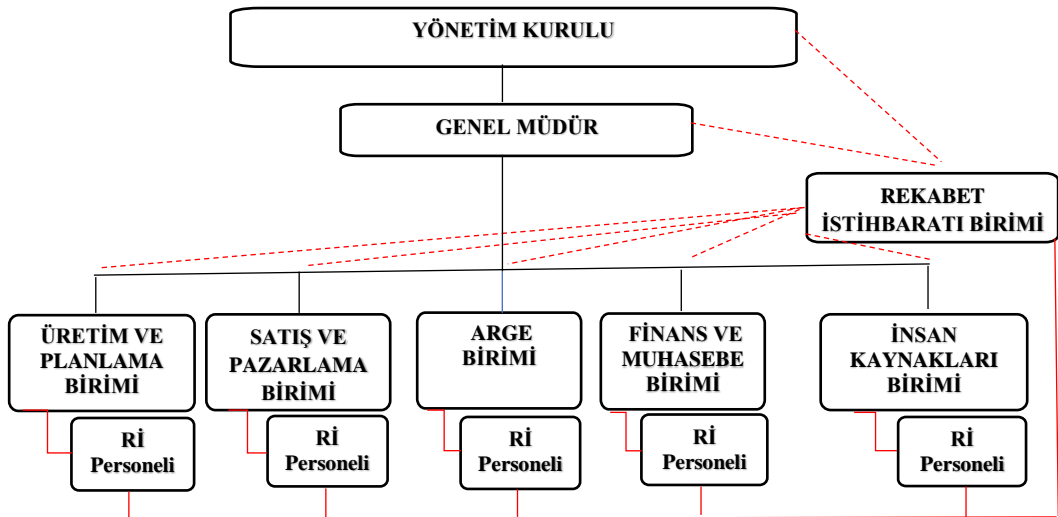 YÖNETİM KURULU
GENEL MÜDÜR
REKABET
İSTİHBARATI BİRİMİ
ÜRETİM VE
PLANLAMA
BİRİMİ
SATIŞ VE
PAZARLAMA
BİRİMİ
ARGE
BİRİMİ
FİNANS VE
MUHASEBE
BİRİMİ
İNSAN
KAYNAKLARI
BİRİMİ
Rİ
Personeli
Rİ
Personeli
Rİ
Personeli
Rİ
Personeli
Rİ
Personeli